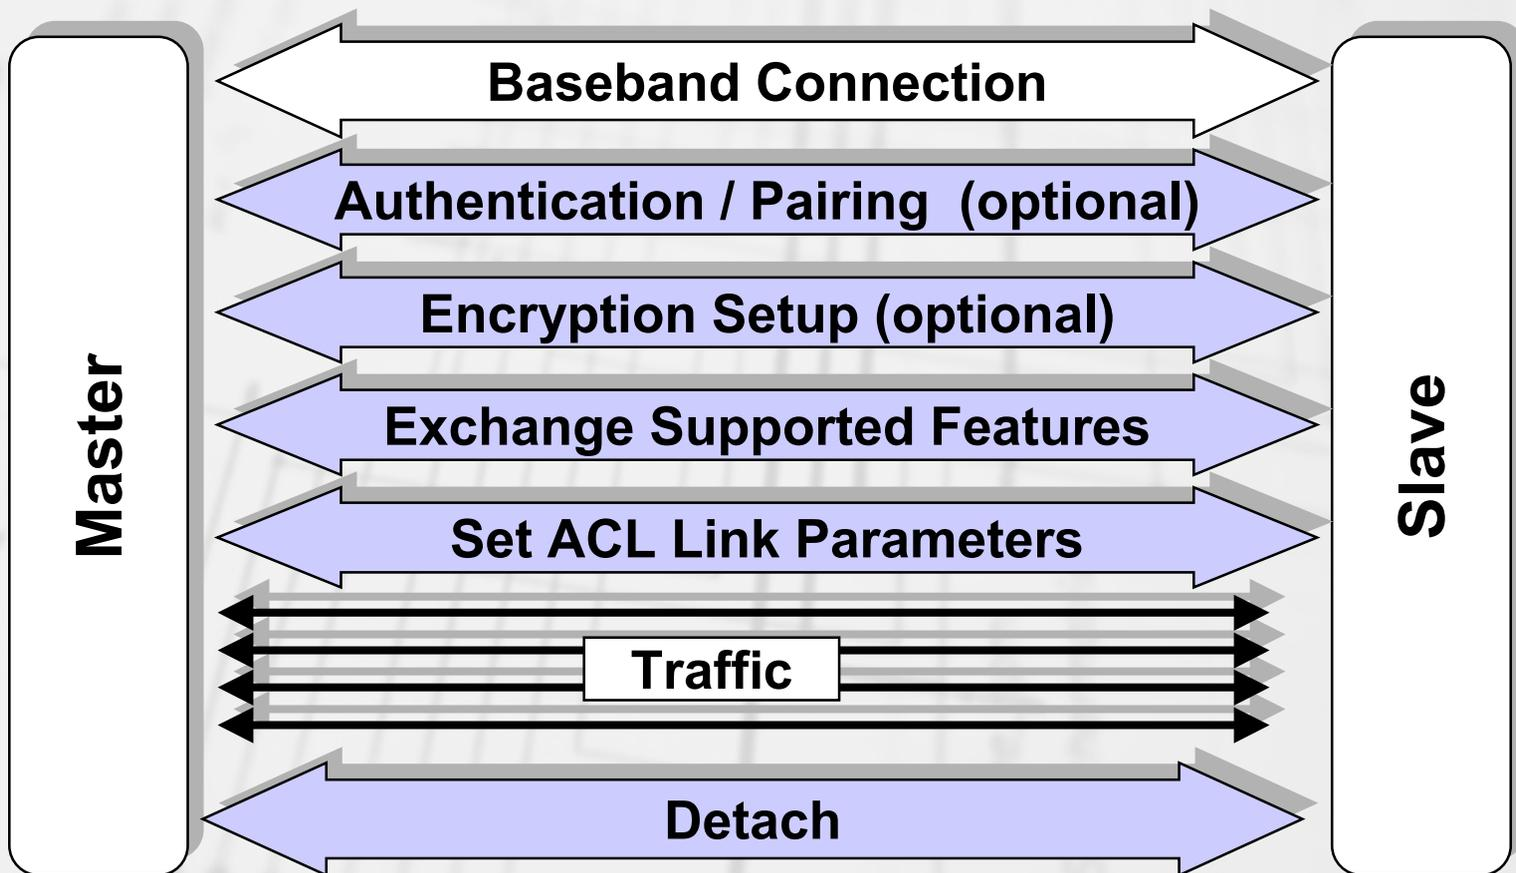 Baseband Connection
Authentication / Pairing (optional)
Encryption Setup (optional)
Exchange Supported Features
Set ACL Link Parameters
Traffic
Detach
Master
Slave